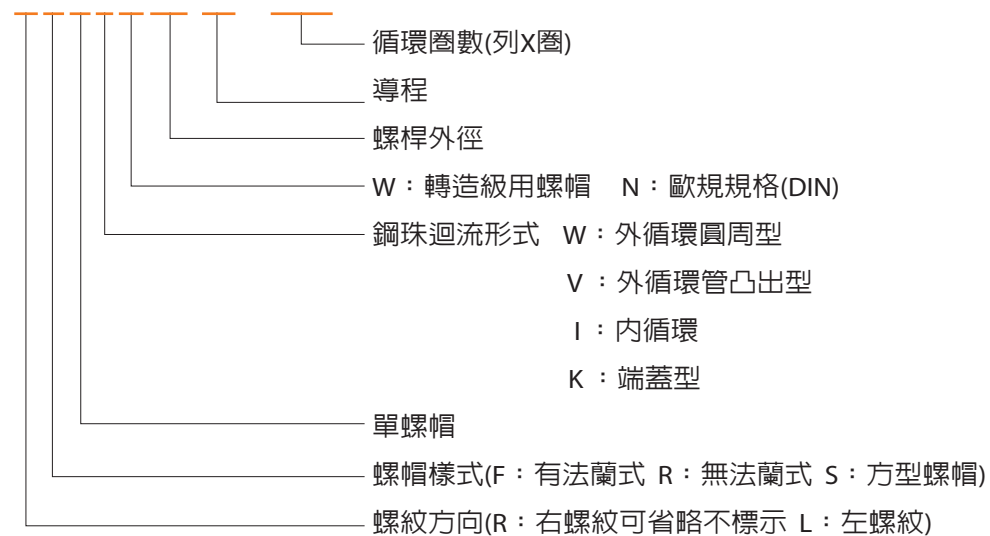 循環圈數(列X圈)
導程
螺桿外徑
W：轉造級用螺帽 N：歐規規格(DIN)
鋼珠迴流形式 W：外循環圓周型
V：外循環管凸出型
I：內循環
K：端蓋型
單螺帽
螺帽樣式(F：有法蘭式 R：無法蘭式 S：方型螺帽)
螺紋方向(R：右螺紋可省略不標示 L：左螺紋)